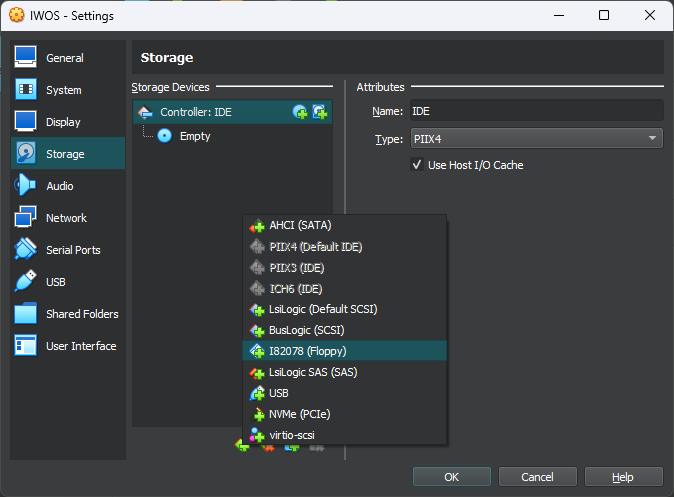 IWOS - Settings
General
System
Display
Storage
Audio
Network
Serial Ports
USB
Shared Folders
User Interface
Storage
Storage Devices
Controller: IDE
Empty
Attributes
Name: IDE
Type: PIIX4
Use Host I/O Cache
AHCI (SATA)
PIIX4 (Default IDE)
PIIX3 (IDE)
ICH6 (IDE)
LsiLogic (Default SCSI)
BusLogic (SCSI)
I82078 (Floppy)
LsiLogic SAS (SAS)
USB
NVMe (PCIe)
virtio-scsi
OK
Cancel
Help